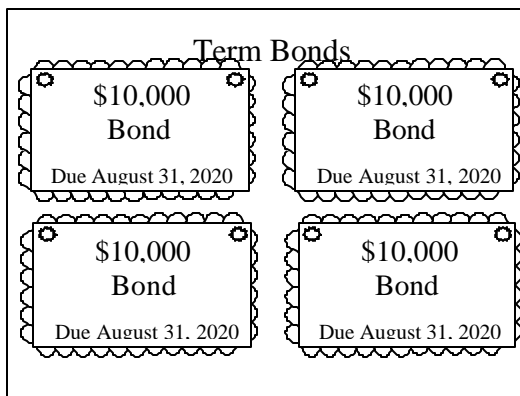 Term Bonds
$10,000
Bond
Due August 31, 2020
$10,000
Bond
Due August 31, 2020
$10,000
Bond
Due August 31, 2020
$10,000
Bond
Due August 31, 2020